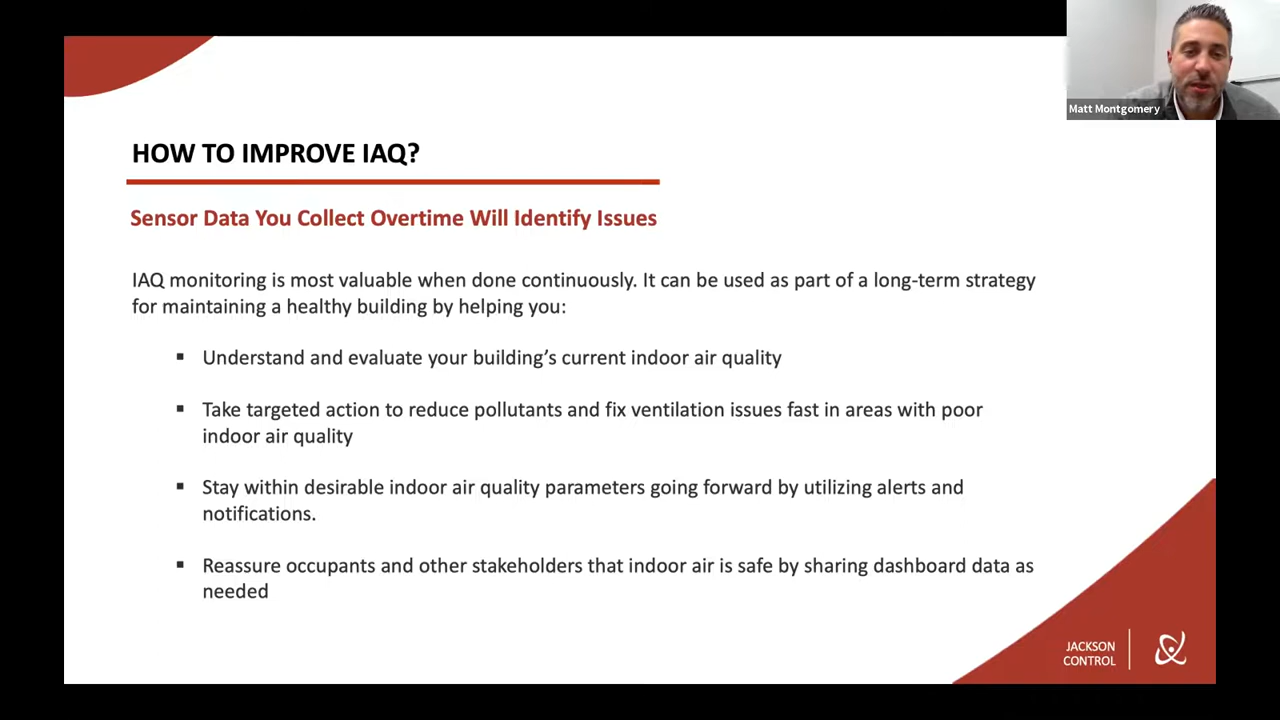 Matt Montgomery
HOW TO IMPROVE IAQ?
Sensor Data You Collect Overtime Will Identify Issues
IAQ monitoring is most valuable when done continuously. It can be used as part of a long-term strategy
for maintaining a healthy building by helping you:
▪ Understand and evaluate your building’s current indoor air quality
▪ Take targeted action to reduce pollutants and fix ventilation issues fast in areas with poor
indoor air quality
▪ Stay within desirable indoor air quality parameters going forward by utilizing alerts and
notifications.
▪ Reassure occupants and other stakeholders that indoor air is safe by sharing dashboard data as
needed
JACKSON
CONTROL